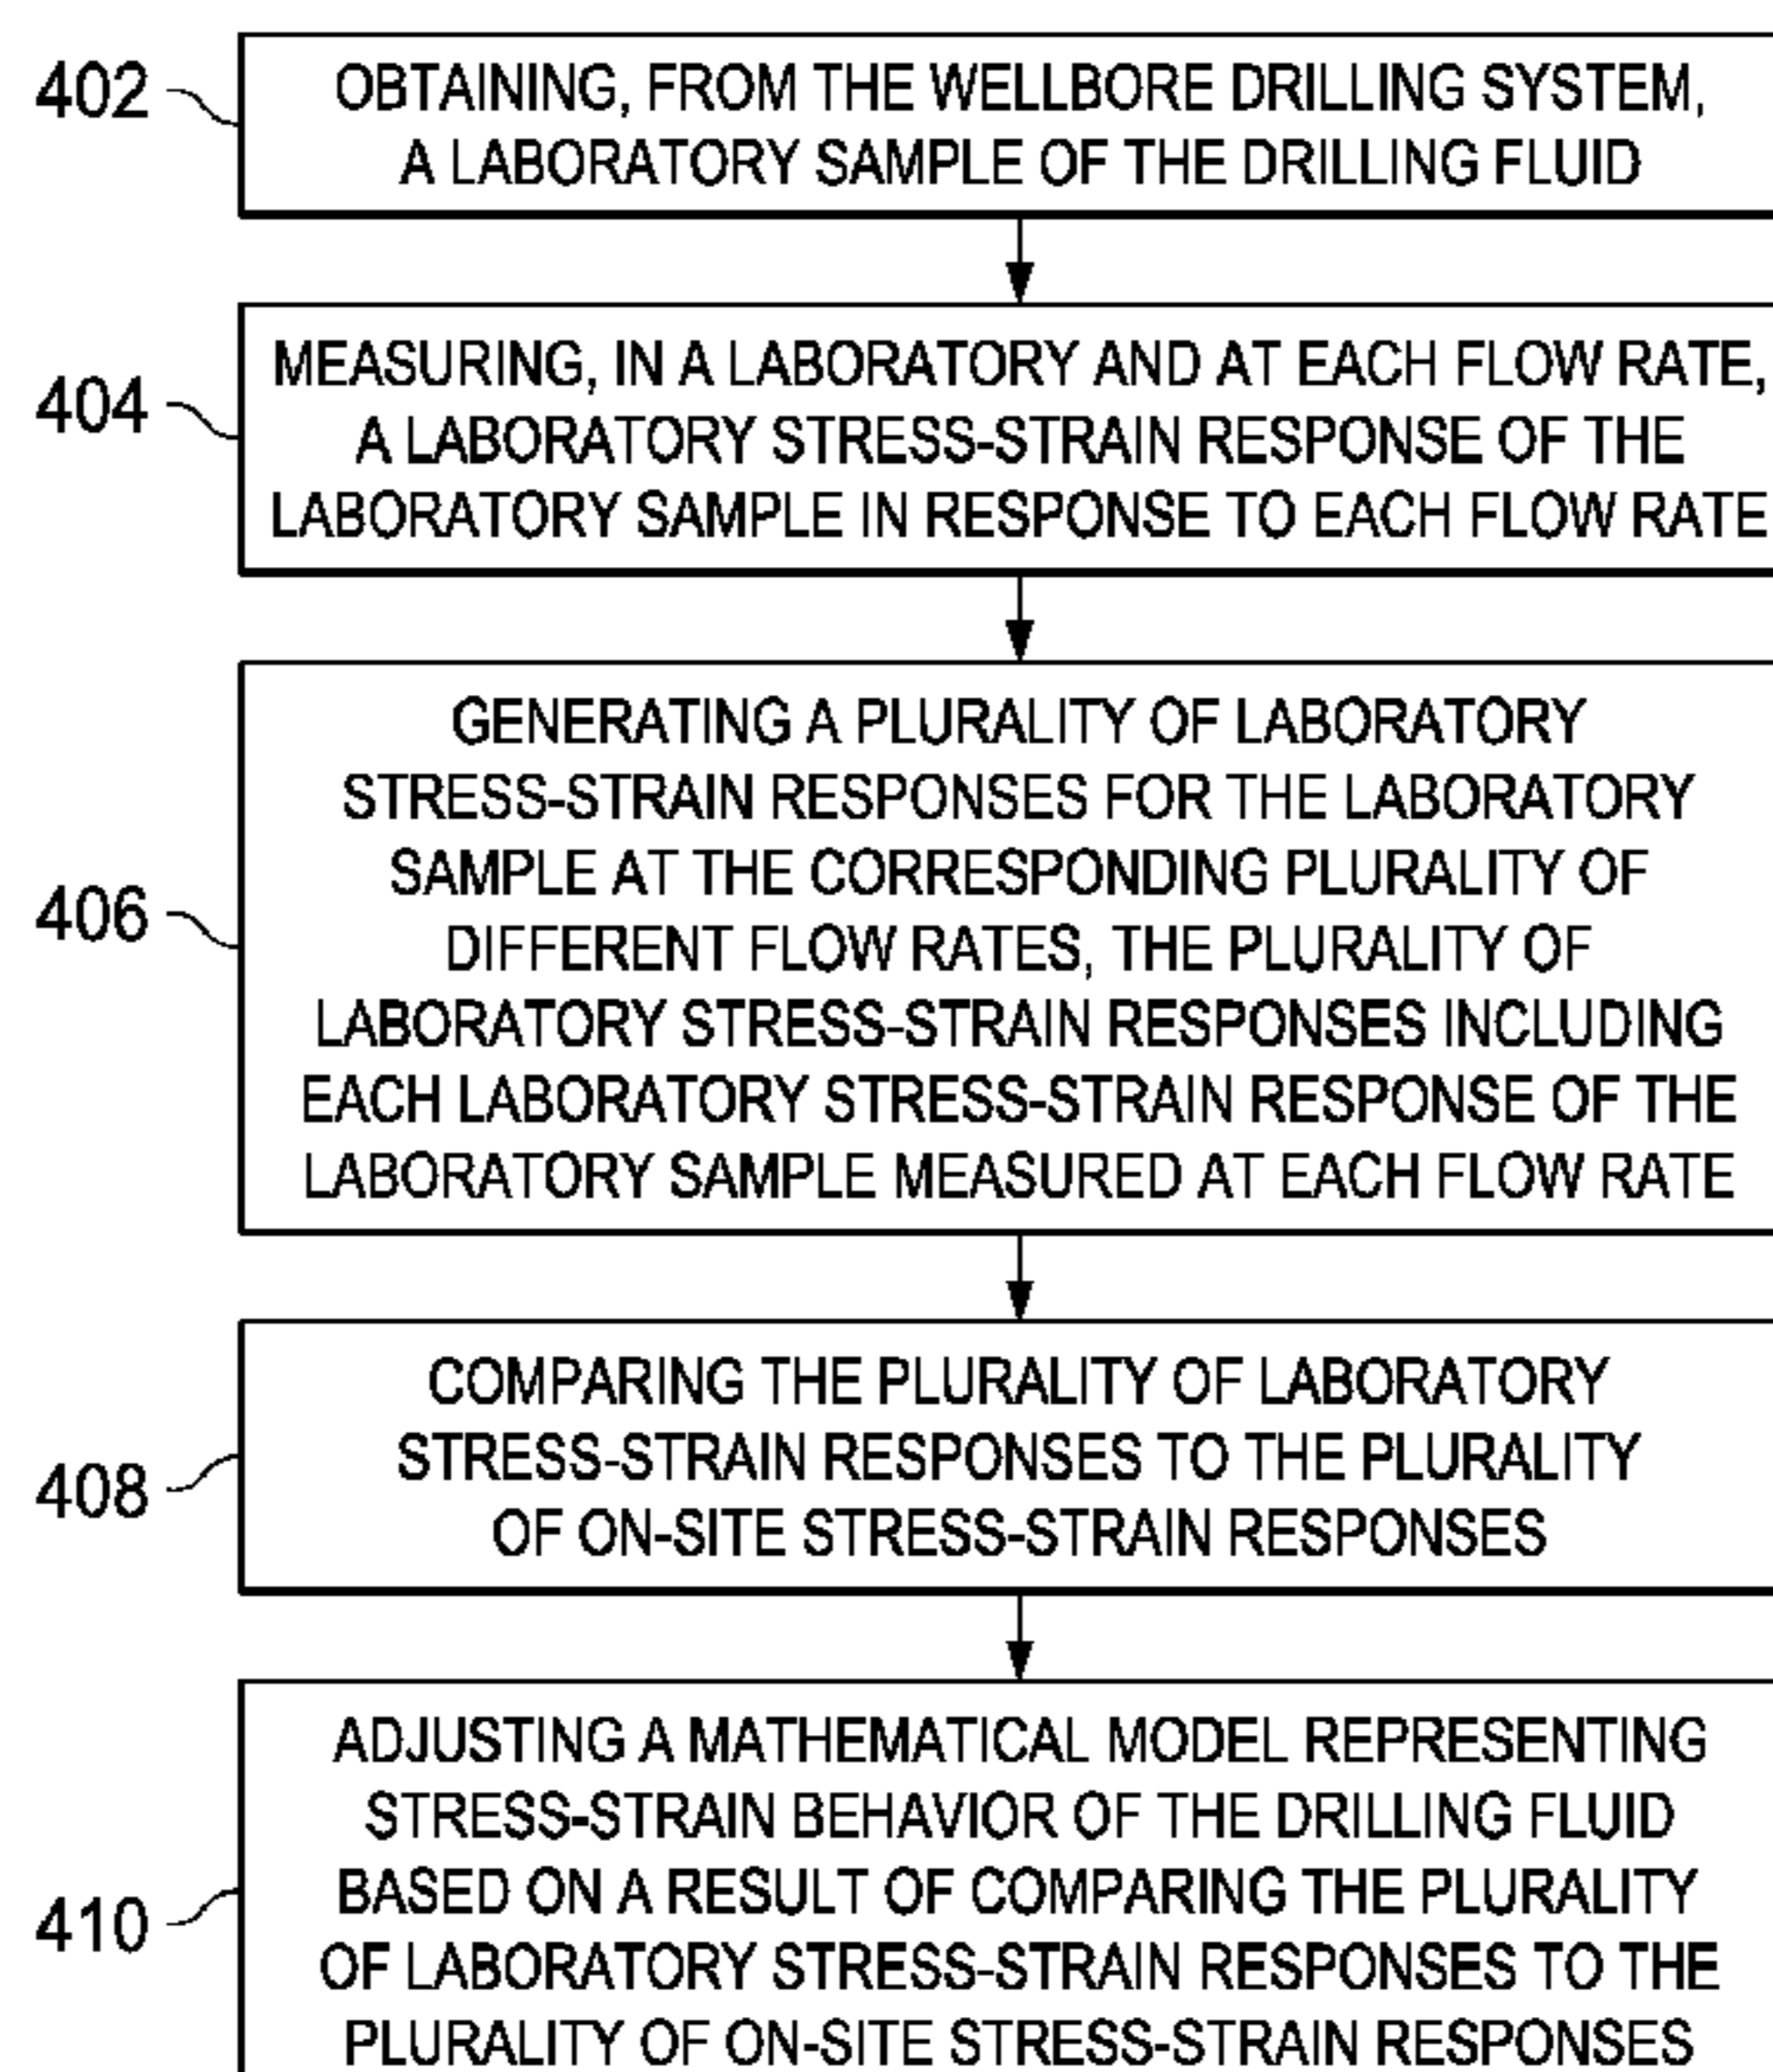 402
OBTAINING, FROM THE WELLBORE DRILLING SYSTEM,
A LABORATORY SAMPLE OF THE DRILLING FLUID
404
MEASURING, IN A LABORATORY AND AT EACH FLOW RATE,
A LABORATORY STRESS-STRAIN RESPONSE OF THE
LABORATORY SAMPLE IN RESPONSE TO EACH FLOW RATE
406
GENERATING A PLURALITY OF LABORATORY
STRESS-STRAIN RESPONSES FOR THE LABORATORY
SAMPLE AT THE CORRESPONDING PLURALITY OF
DIFFERENT FLOW RATES, THE PLURALITY OF
LABORATORY STRESS-STRAIN RESPONSES INCLUDING
EACH LABORATORY STRESS-STRAIN RESPONSE OF THE
LABORATORY SAMPLE MEASURED AT EACH FLOW RATE
408
COMPARING THE PLURALITY OF LABORATORY
STRESS-STRAIN RESPONSES TO THE PLURALITY
OF ON-SITE STRESS-STRAIN RESPONSES
410
ADJUSTING A MATHEMATICAL MODEL REPRESENTING
STRESS-STRAIN BEHAVIOR OF THE DRILLING FLUID
BASED ON A RESULT OF COMPARING THE PLURALITY
OF LABORATORY STRESS-STRAIN RESPONSES TO THE
PLURALITY OF ON-SITE STRESS-STRAIN RESPONSES